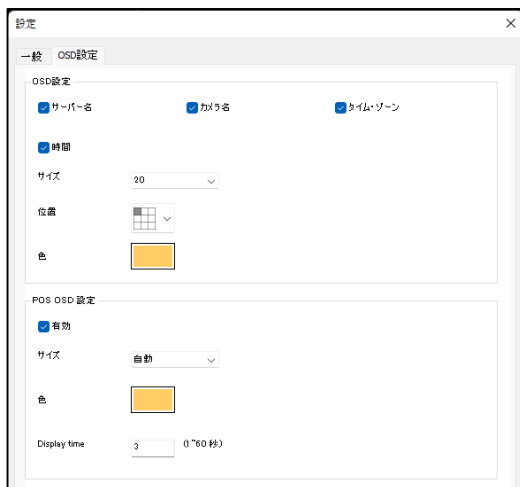 設定
一般 OSD設定
OSD設定
サーバー名 カメラ名 タイム・ゾーン
時間
サイズ 20
位置
色
POS OSD 設定
有効
サイズ 自動
色
Display time 3 (1~60 秒)